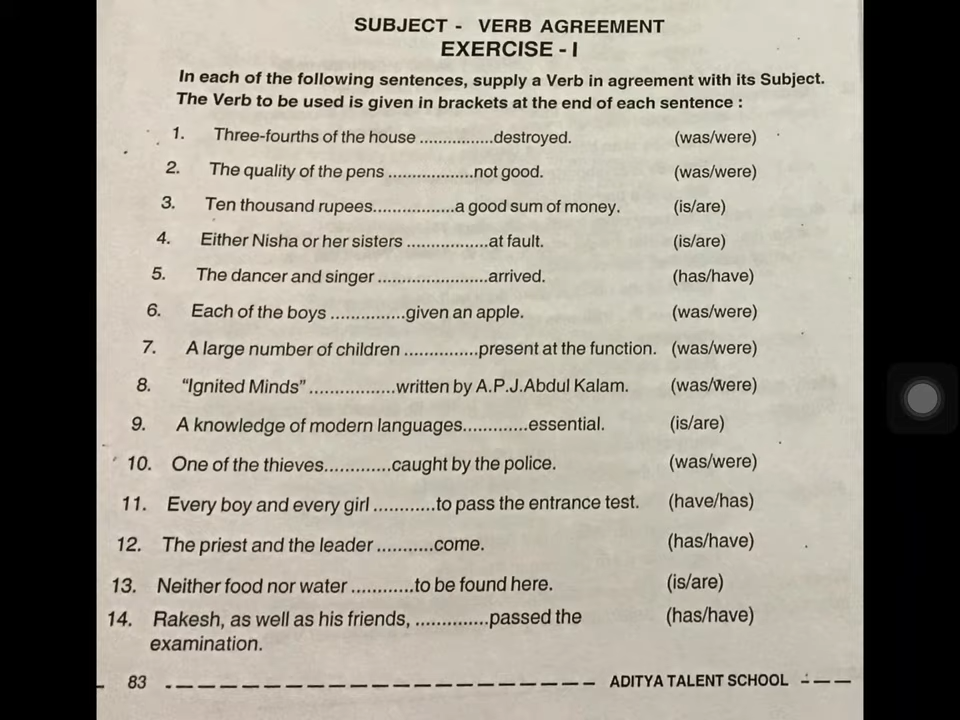 SUBJECT - VERB AGREEMENT
EXERCISE - I
In each of the following sentences, supply a Verb in agreement with its Subject.
The Verb to be used is given in brackets at the end of each sentence :
1. Three-fourths of the house ................destroyed. (was/were)
2. The quality of the pens ..................not good. (was/were)
3. Ten thousand rupees.................a good sum of money. (is/are)
4. Either Nisha or her sisters .................at fault. (is/are)
5. The dancer and singer .......................arrived. (has/have)
6. Each of the boys ...............given an apple. (was/were)
7. A large number of children ...............present at the function. (was/were)
8. “Ignited Minds” ..................written by A.P.J.Abdul Kalam. (was/were)
9. A knowledge of modern languages.............essential. (is/are)
10. One of the thieves.............caught by the police. (was/were)
11. Every boy and every girl ............to pass the entrance test. (have/has)
12. The priest and the leader ...........come. (has/have)
13. Neither food nor water ............to be found here. (is/are)
14. Rakesh, as well as his friends, ..............passed the (has/have)
examination.
83 ADITYA TALENT SCHOOL